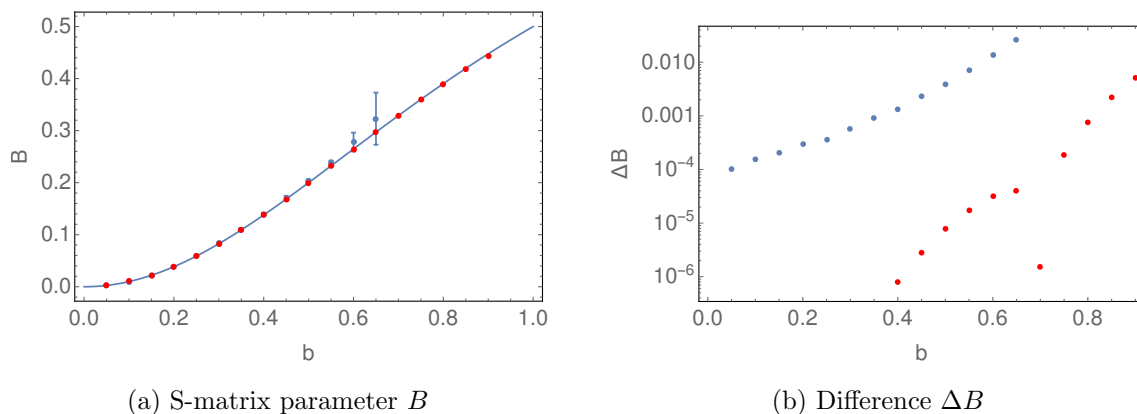 0.5
0.4
0.3
0.2
0.1
0.0
B
0.0 0.2 0.4 0.6 0.8 1.0
b
(a) S-matrix parameter B
0.010
0.001
10⁻⁴
10⁻⁵
10⁻⁶
ΔB
0.0 0.2 0.4 0.6 0.8
b
(b) Difference ΔB